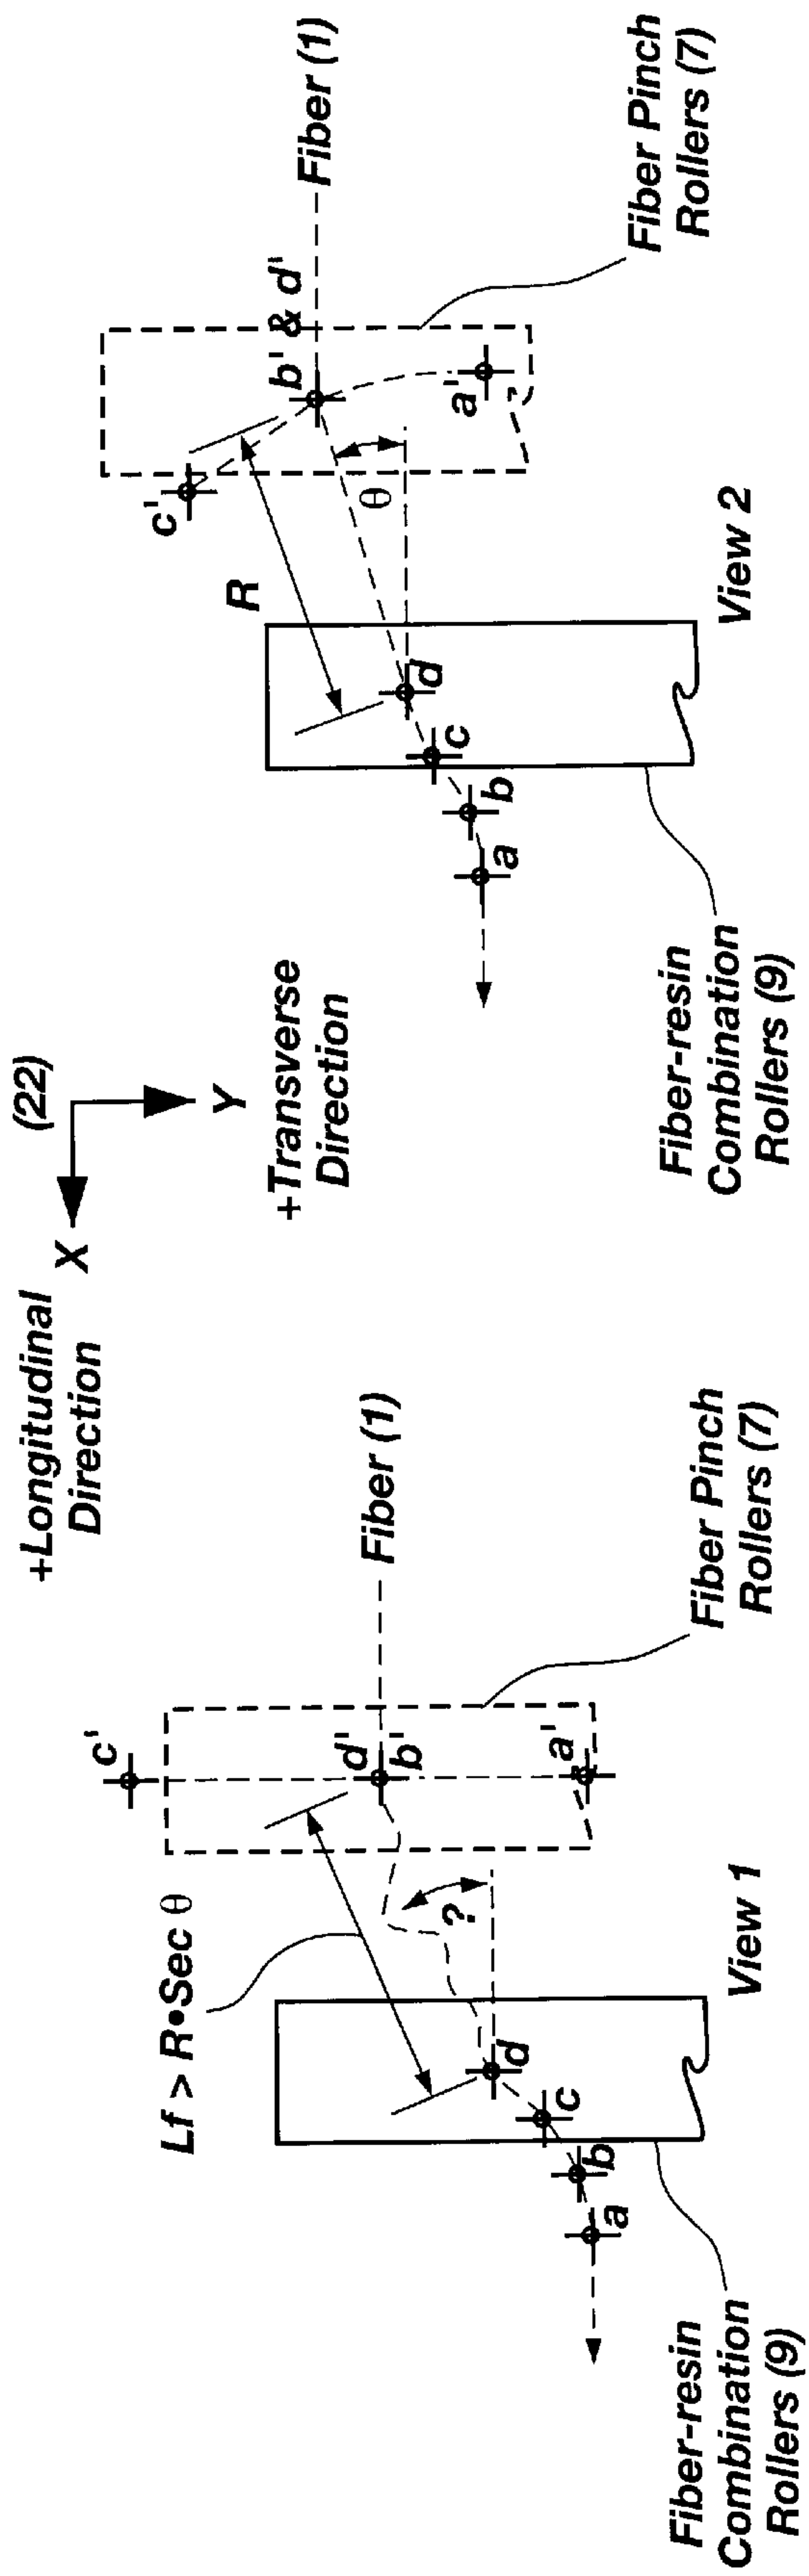 +Longitudinal
Direction
X
(22)
Y
+Transverse
Direction
Lf > R•Sec θ
c'
d'
b'
a'
Fiber (1)
?
d
c
b
a
Fiber Pinch
Rollers (7)
Fiber-resin
Combination
Rollers (9)
View 1
R
c'
b' & d'
Fiber (1)
θ
a'
d
c
b
a
Fiber Pinch
Rollers (7)
Fiber-resin
Combination
Rollers (9)
View 2